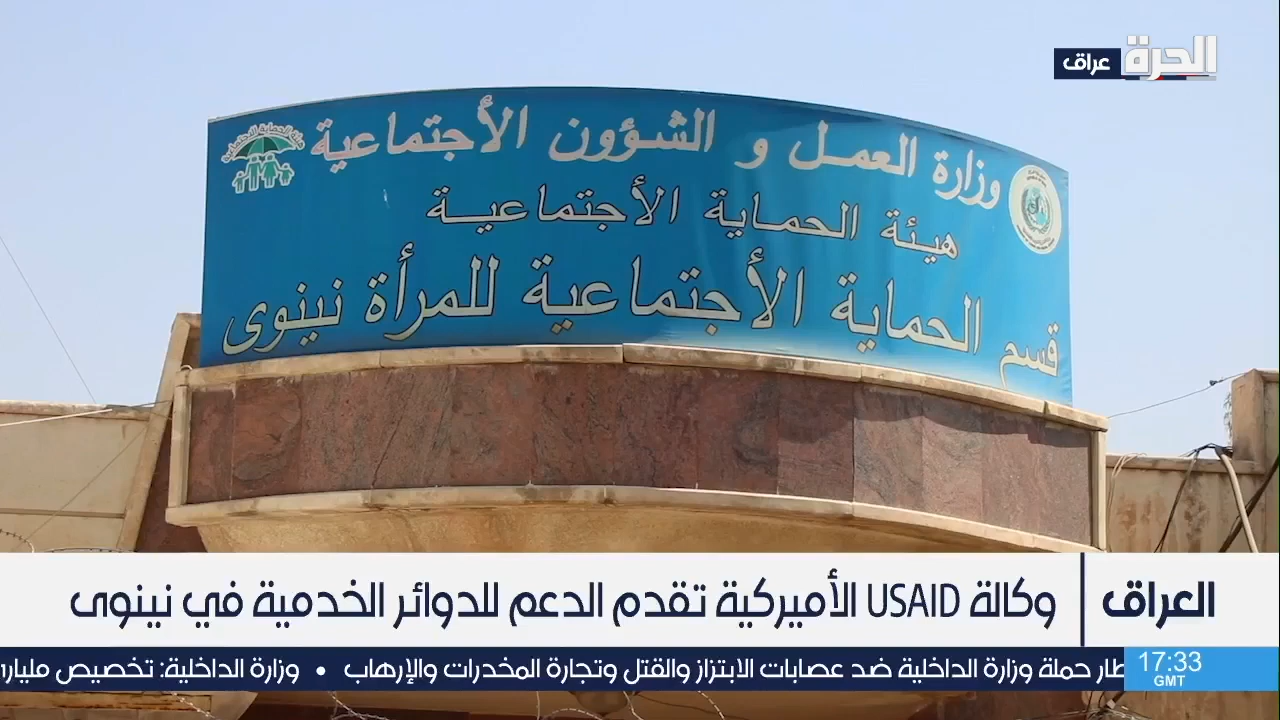 الحرة
عراق
وزارة العمل و الشؤون الأجتماعية
هيئة الحماية الأجتماعية
قسم الحماية الأجتماعية للمرأة نينوى
العراق
وكالة USAID الأميركية تقدم الدعم للدوائر الخدمية في نينوى
حملة وزارة الداخلية ضد عصابات الابتزاز والقتل وتجارة المخدرات والإرهاب • وزارة الداخلية: تخصيص
17:33
GMT